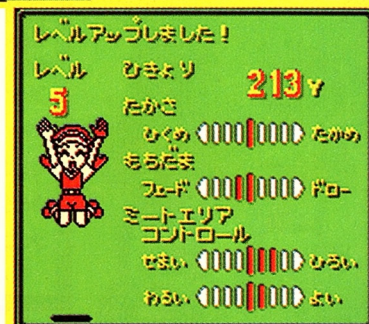 レベルアップしました！
レベル ひきょり 213Y
5 たかさ
ひくめ たかめ
もちだま
フェード ドロー
ミートエリア
コントロール
せまい ひろい
わるい よい